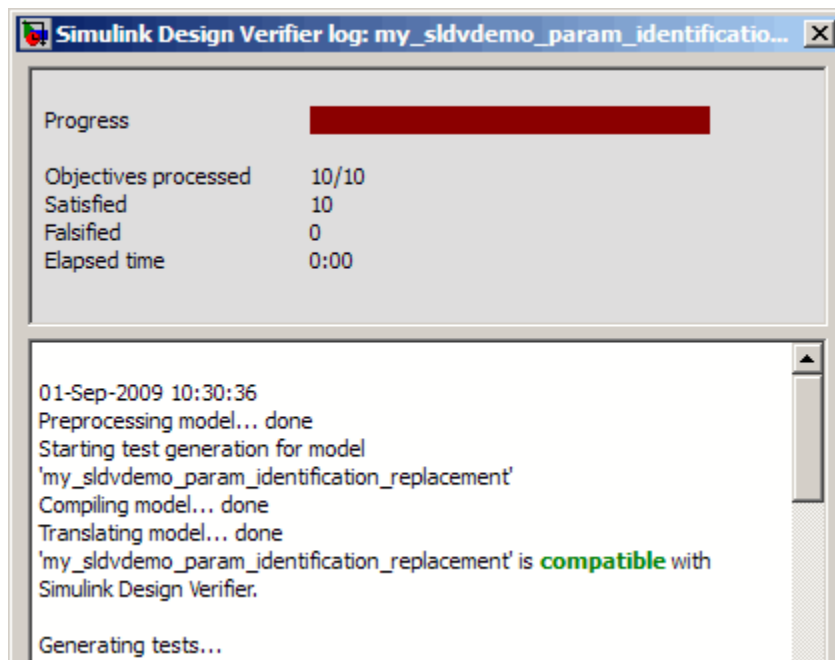 Simulink Design Verifier log: my_sldvdemo_param_identificatio...
Progress
Objectives processed 10/10
Satisfied 10
Falsified 0
Elapsed time 0:00
01-Sep-2009 10:30:36
Preprocessing model... done
Starting test generation for model
'my_sldvdemo_param_identification_replacement'
Compiling model... done
Translating model... done
'my_sldvdemo_param_identification_replacement' is compatible with
Simulink Design Verifier.
Generating tests...